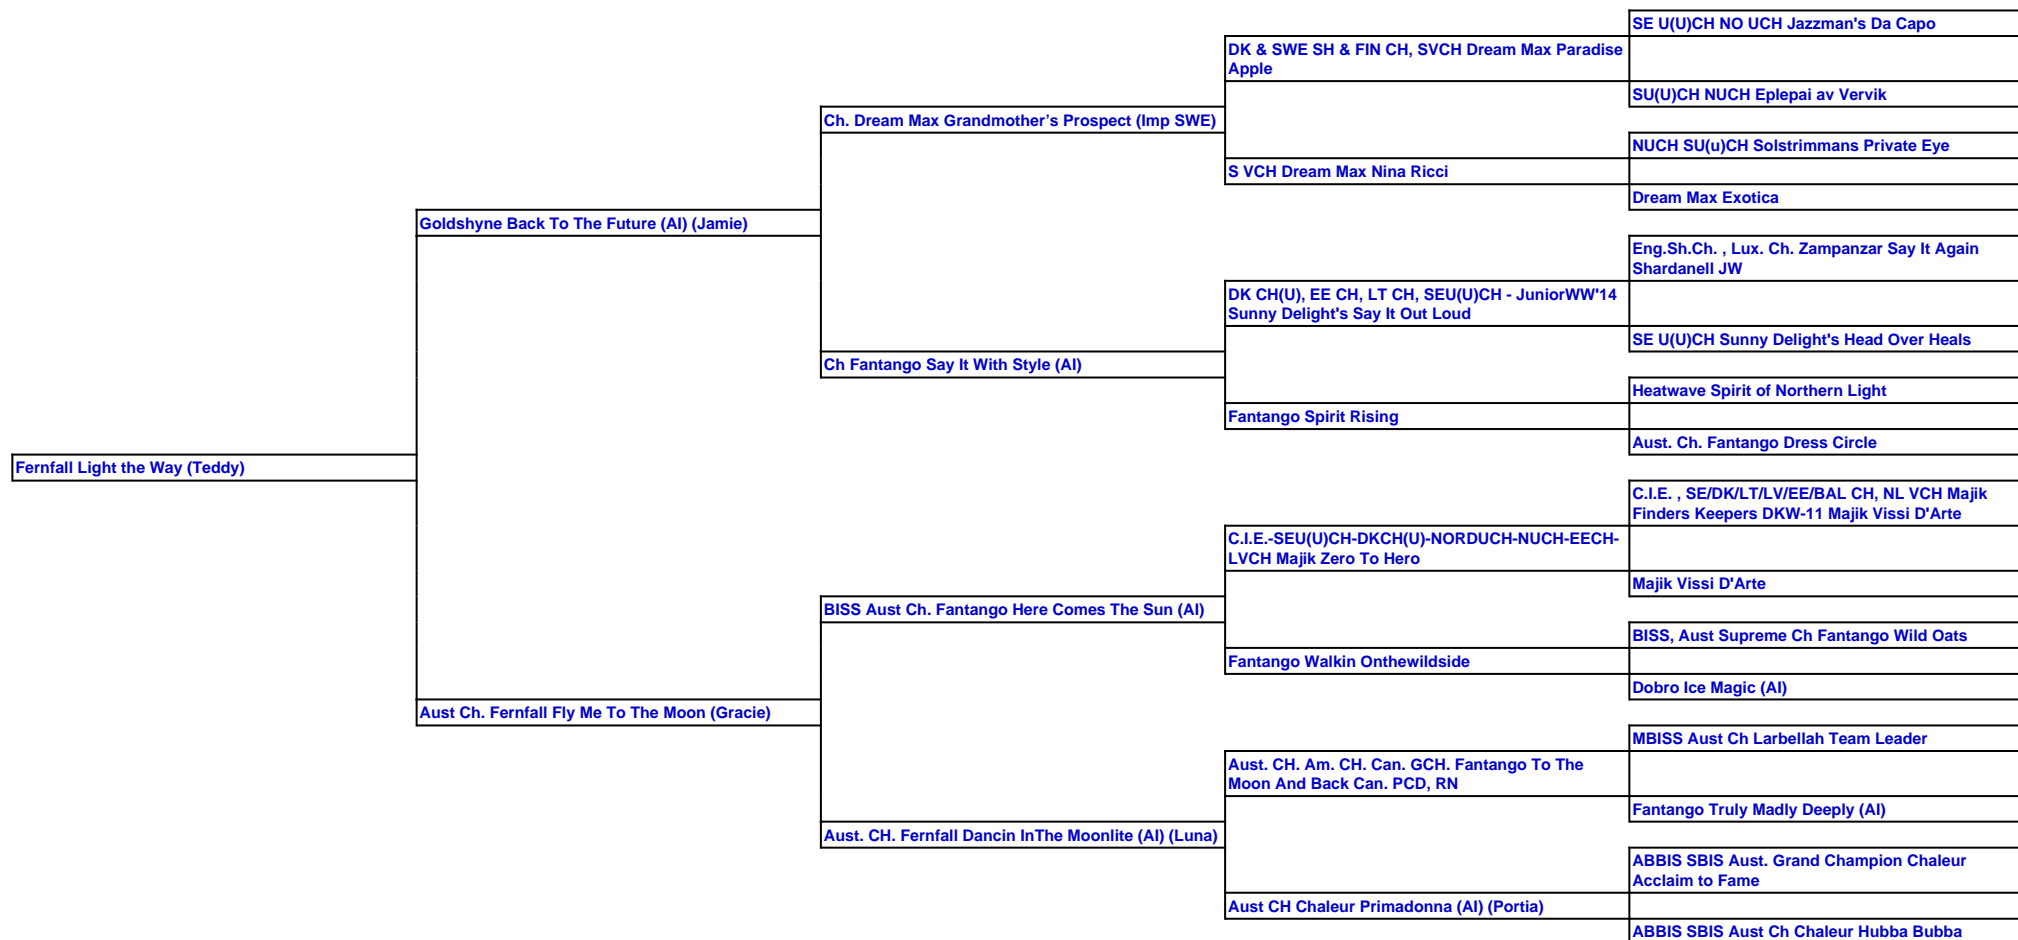 SE U(U)CH NO UCH Jazzman's Da Capo
DK & SWE SH & FIN CH, SVCH Dream Max Paradise
Apple
SU(U)CH NUCH Eplepai av Vervik
Ch. Dream Max Grandmother’s Prospect (Imp SWE)
NUCH SU(u)CH Solstrimmans Private Eye
S VCH Dream Max Nina Ricci
Dream Max Exotica
Goldshyne Back To The Future (AI) (Jamie)
Eng.Sh.Ch. , Lux. Ch. Zampanzar Say It Again
Shardanell JW
DK CH(U), EE CH, LT CH, SEU(U)CH - JuniorWW'14
Sunny Delight's Say It Out Loud
SE U(U)CH Sunny Delight's Head Over Heals
Ch Fantango Say It With Style (AI)
Heatwave Spirit of Northern Light
Fantango Spirit Rising
Aust. Ch. Fantango Dress Circle
Fernfall Light the Way (Teddy)
C.I.E. , SE/DK/LT/LV/EE/BAL CH, NL VCH Majik
Finders Keepers DKW-11 Majik Vissi D'Arte
C.I.E.-SEU(U)CH-DKCH(U)-NORDUCH-NUCH-EECH-
LVCH Majik Zero To Hero
Majik Vissi D'Arte
BISS Aust Ch. Fantango Here Comes The Sun (AI)
BISS, Aust Supreme Ch Fantango Wild Oats
Fantango Walkin Onthewildside
Dobro Ice Magic (AI)
Aust Ch. Fernfall Fly Me To The Moon (Gracie)
MBISS Aust Ch Larbellah Team Leader
Aust. CH. Am. CH. Can. GCH. Fantango To The
Moon And Back Can. PCD, RN
Fantango Truly Madly Deeply (AI)
Aust. CH. Fernfall Dancin InThe Moonlite (AI) (Luna)
ABBIS SBIS Aust. Grand Champion Chaleur
Acclaim to Fame
Aust CH Chaleur Primadonna (AI) (Portia)
ABBIS SBIS Aust Ch Chaleur Hubba Bubba